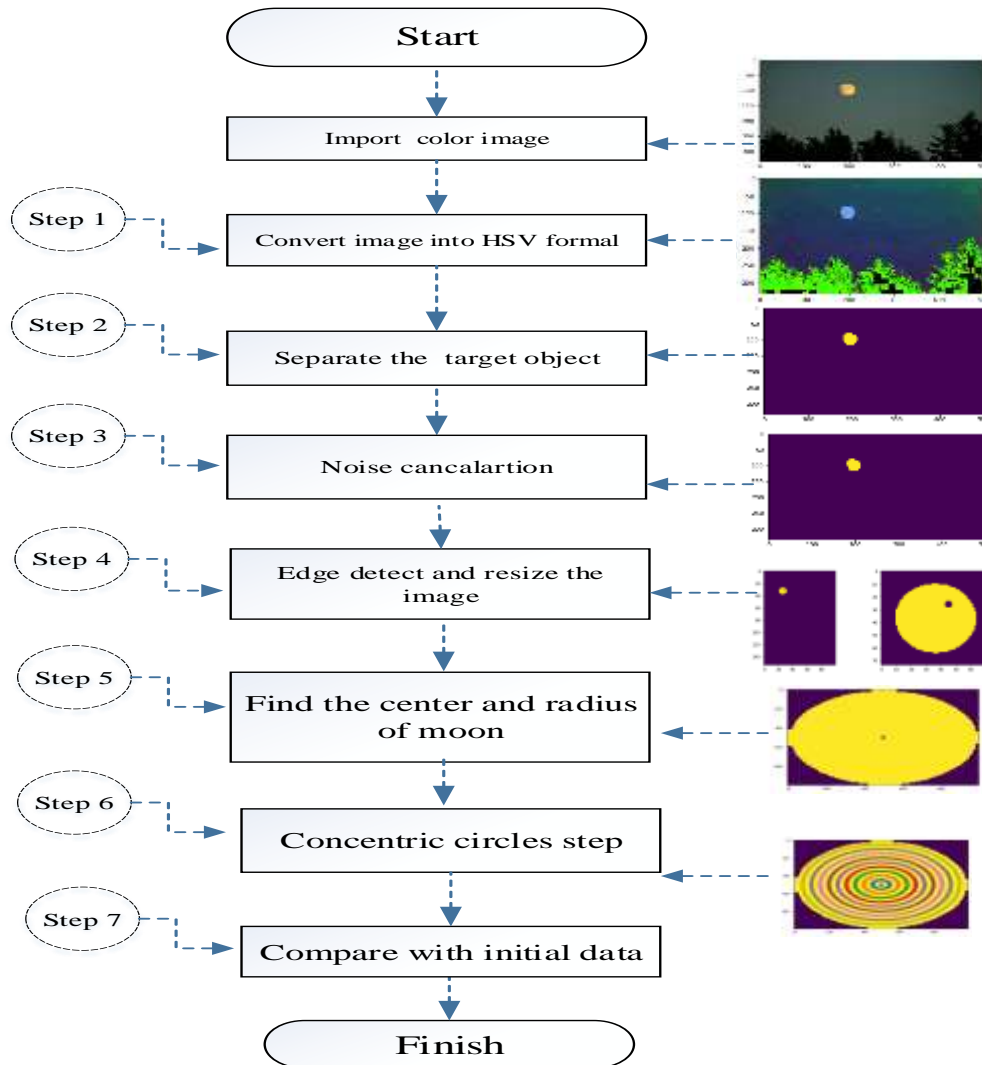 Start
Import color image
Step 1
Convert image into HSV formal
Step 2
Separate the target object
Step 3
Noise cancalartion
Step 4
Edge detect and resize the
image
Step 5
Find the center and radius
of moon
Step 6
Concentric circles step
Step 7
Compare with initial data
Finish